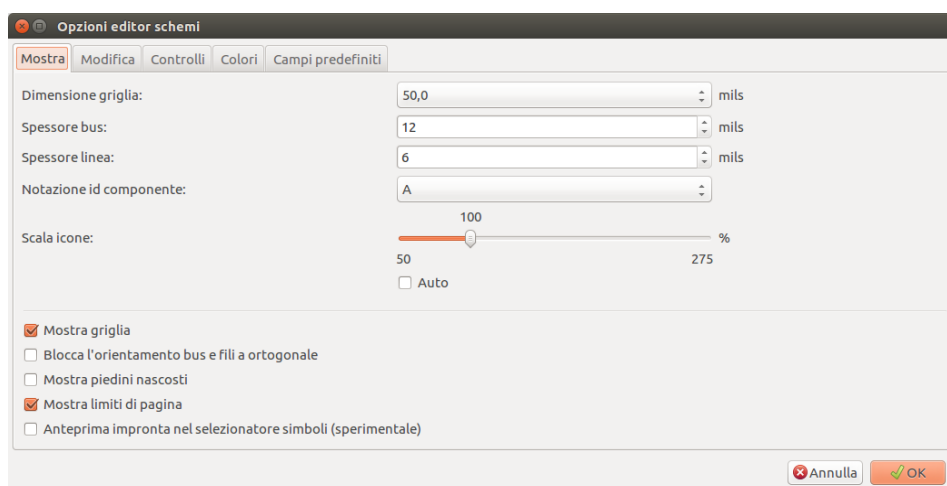 Opzioni editor schemi
Mostra Modifica Controlli Colori Campi predefiniti
Dimensione griglia: 50,0 mils
Spessore bus: 12 mils
Spessore linea: 6 mils
Notazione id componente: A
100
Scala icone: %
50 275
Auto
Mostra griglia
Blocca l'orientamento bus e fili a ortogonale
Mostra piedini nascosti
Mostra limiti di pagina
Anteprima impronta nel selezionatore simboli (sperimentale)
Annulla OK